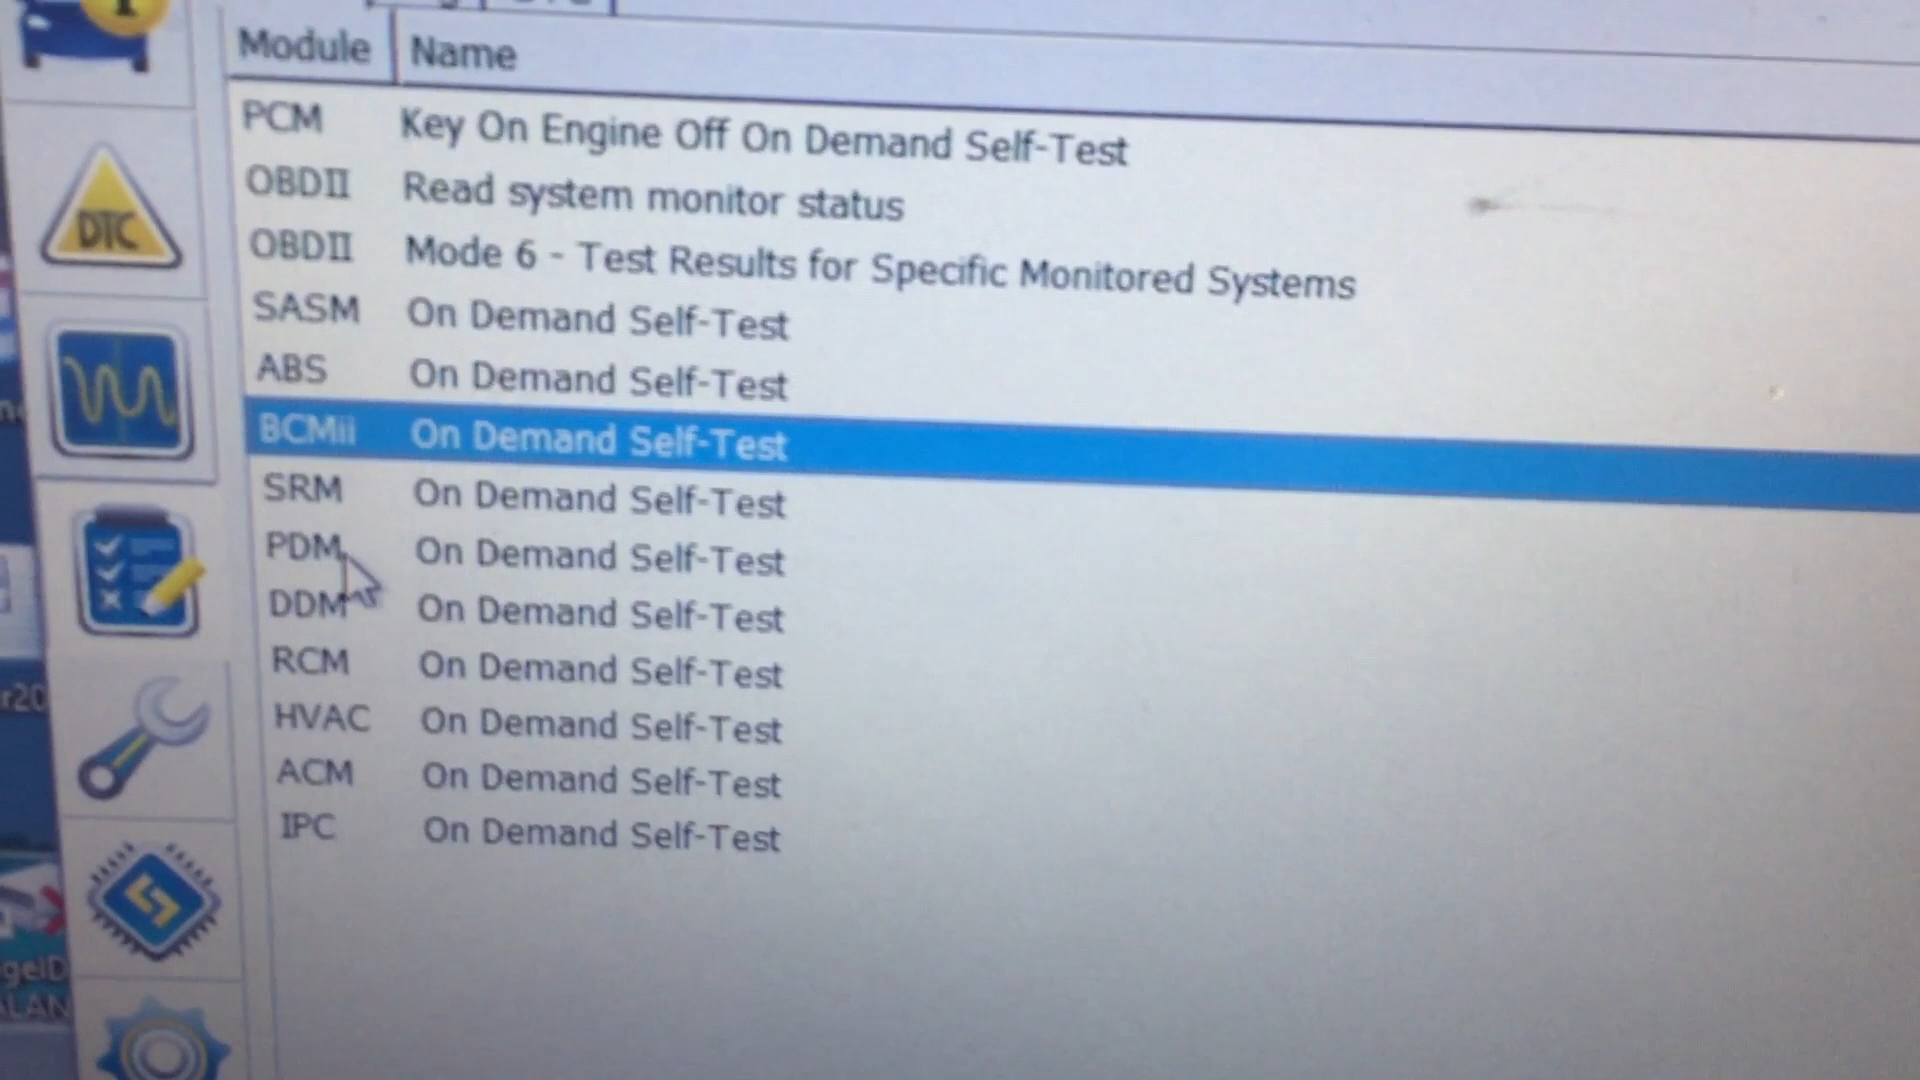 Module Name
PCM Key On Engine Off On Demand Self-Test
OBDII Read system monitor status
OBDII Mode 6 - Test Results for Specific Monitored Systems
SASM On Demand Self-Test
ABS On Demand Self-Test
BCMii On Demand Self-Test
SRM On Demand Self-Test
PDM On Demand Self-Test
DDM On Demand Self-Test
RCM On Demand Self-Test
HVAC On Demand Self-Test
ACM On Demand Self-Test
IPC On Demand Self-Test
DTC
r20
gelD
LAN